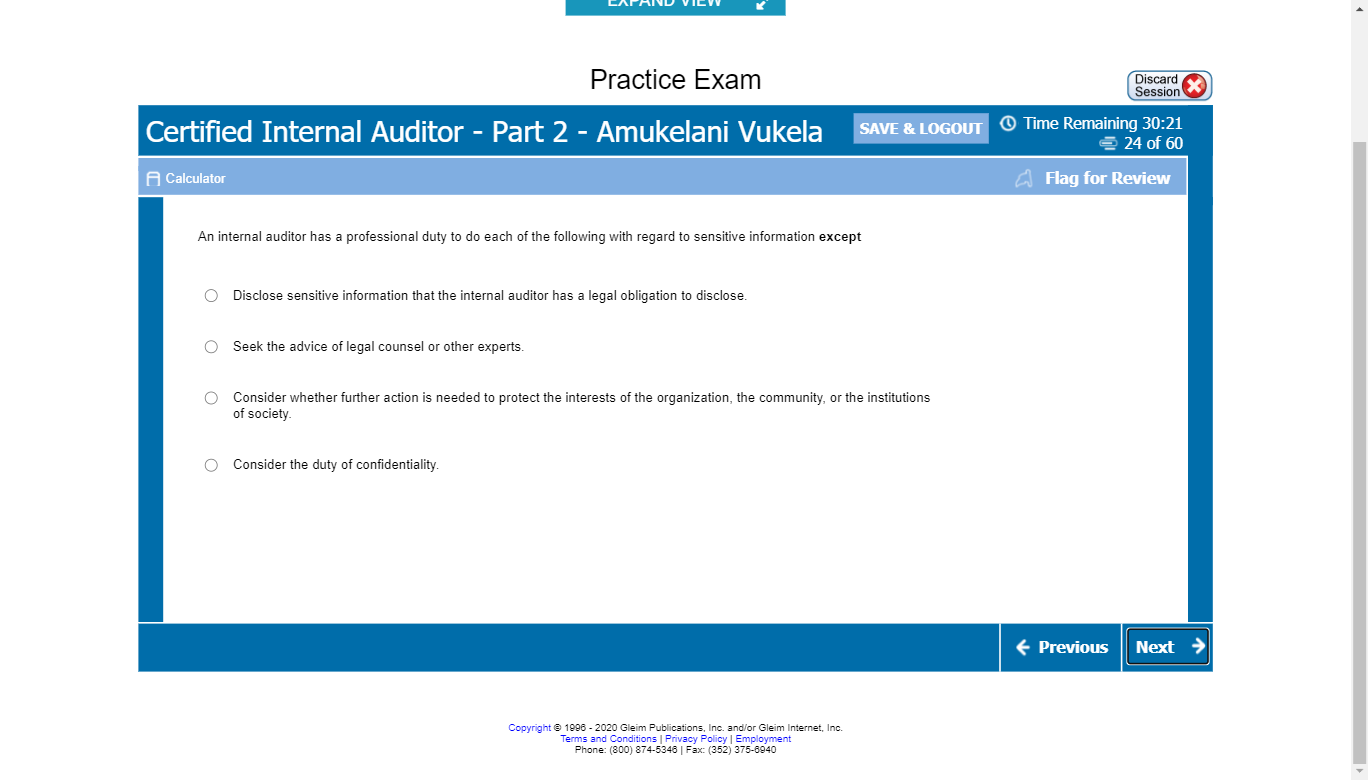 EXPAND VIEW
Practice Exam
Discard
Session
Certified Internal Auditor - Part 2 - Amukelani Vukela
SAVE & LOGOUT
Time Remaining 30:21
24 of 60
Calculator
Flag for Review
An internal auditor has a professional duty to do each of the following with regard to sensitive information except
Disclose sensitive information that the internal auditor has a legal obligation to disclose.
Seek the advice of legal counsel or other experts.
Consider whether further action is needed to protect the interests of the organization, the community, or the institutions
of society.
Consider the duty of confidentiality.
Previous
Next
Copyright © 1996 - 2020 Gleim Publications, Inc. and/or Gleim Internet, Inc.
Terms and Conditions | Privacy Policy | Employment
Phone: (800) 874-5346 | Fax: (352) 375-6940